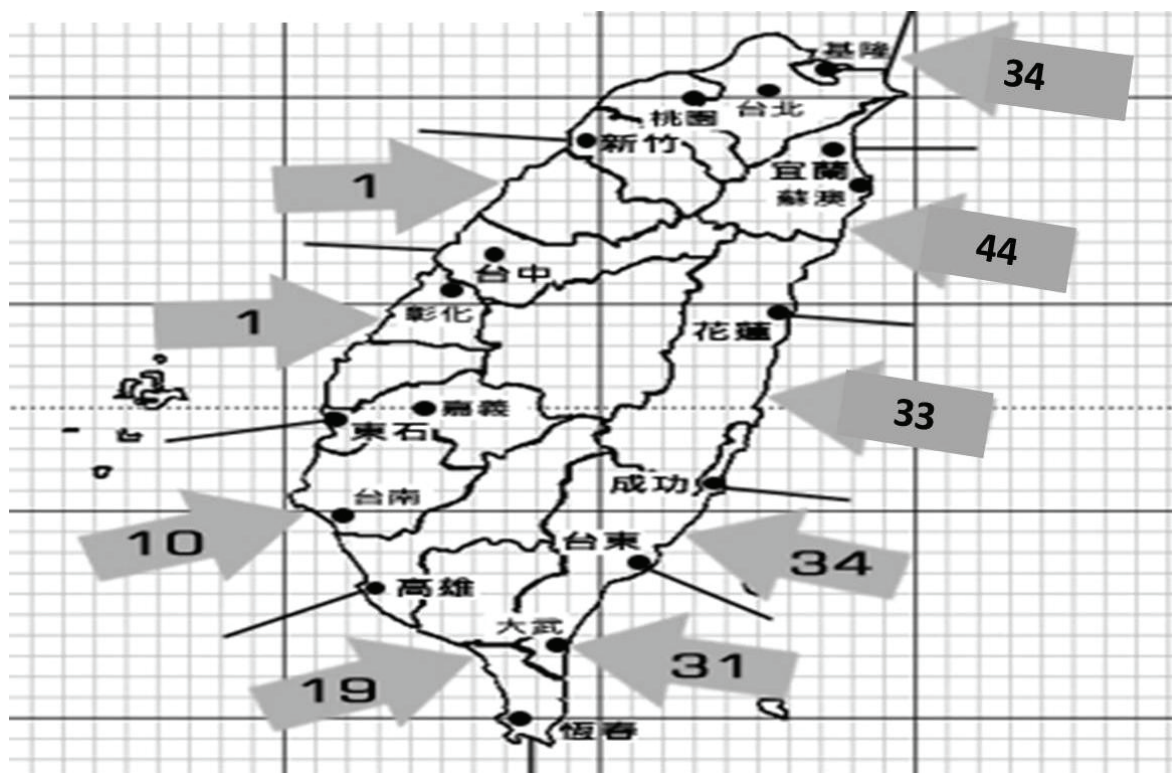 基隆
34
台北
桃園
新竹
宜蘭
1
蘇澳
44
台中
彰化
1
花蓮
33
嘉義
東石
成功
台南
10
台東
34
高雄
大武
31
19
恆春